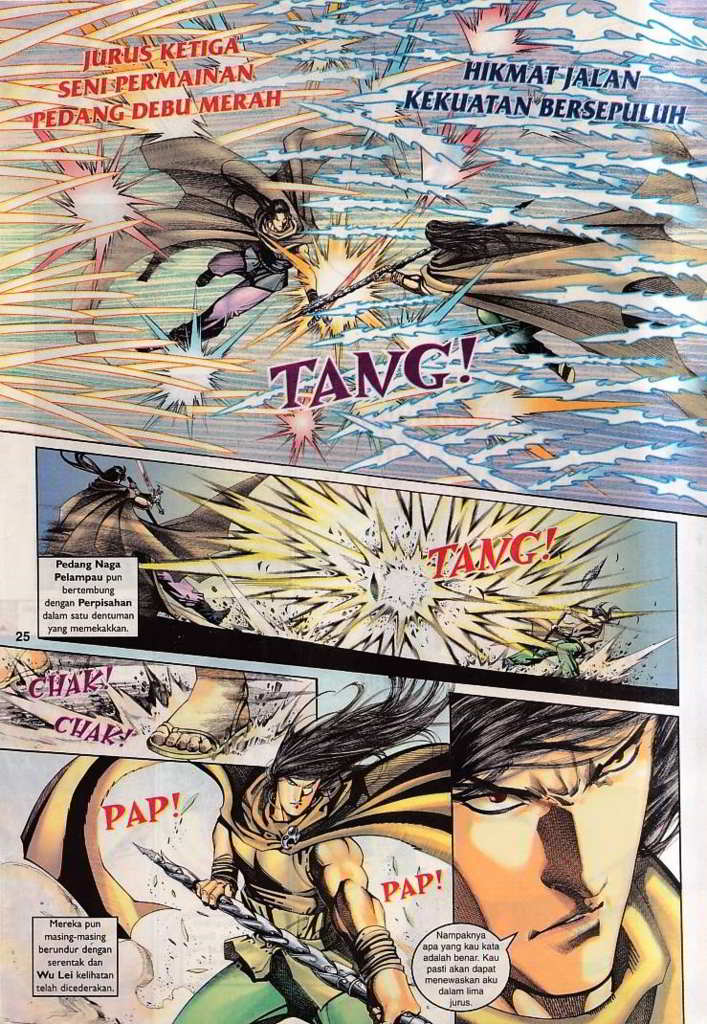 JURUS KETIGA
SENI PERMAINAN
PEDANG DEBU MERAH
HIKMAT JALAN
KEKUATAN BERSEPULUH
TANG!
TANG!
Pedang Naga
Pelampau pun
bertembung
dengan Perpisahan
dalam satu dentuman
yang memekakkan.
25
CHAK!
CHAK!
PAP!
PAP!
Mereka pun
masing-masing
berundur dengan
serentak dan
Wu Lei kelihatan
telah dicederakan.
Nampaknya
apa yang kau kata
adalah benar. Kau
pasti akan dapat
menewaskan aku
dalam lima
jurus.